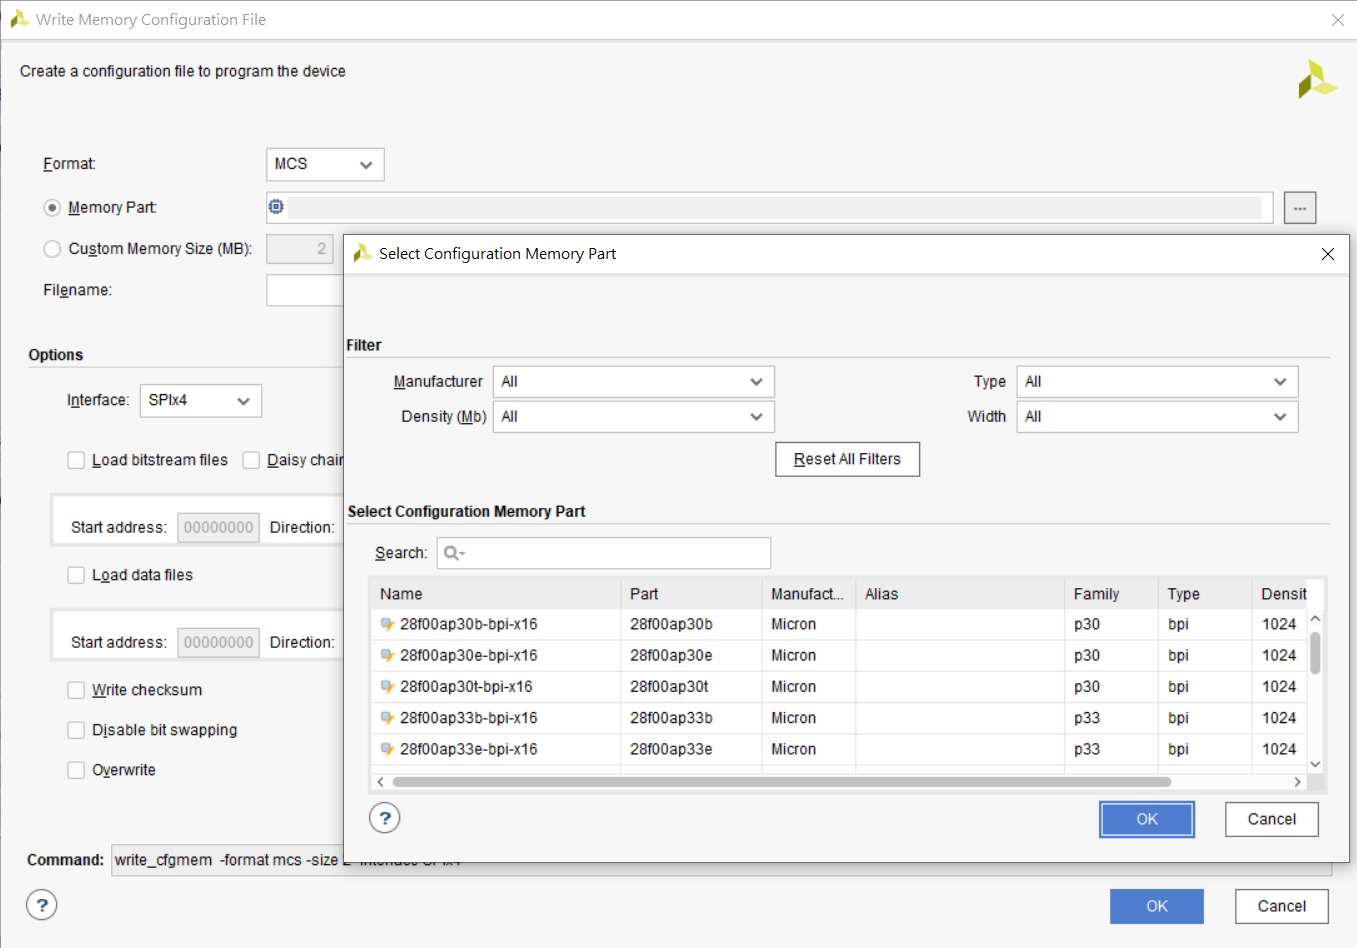 Write Memory Configuration File
Create a configuration file to program the device
Format: MCS
Memory Part: ...
Custom Memory Size (MB): 2
Filename:
Options
Interface: SPIx4
Load bitstream files Daisy chain
Start address: 00000000 Direction:
Load data files
Start address: 00000000 Direction:
Write checksum
Disable bit swapping
Overwrite
Command: write_cfgmem -format mcs -size 2 -interface SPIx4
? OK Cancel
Select Configuration Memory Part
Filter
Manufacturer All Type All
Density (Mb) All Width All
Reset All Filters
Select Configuration Memory Part
Search:
Name Part Manufact... Alias Family Type Densit
28f00ap30b-bpi-x16 28f00ap30b Micron p30 bpi 1024
28f00ap30e-bpi-x16 28f00ap30e Micron p30 bpi 1024
28f00ap30t-bpi-x16 28f00ap30t Micron p30 bpi 1024
28f00ap33b-bpi-x16 28f00ap33b Micron p33 bpi 1024
28f00ap33e-bpi-x16 28f00ap33e Micron p33 bpi 1024
? OK Cancel